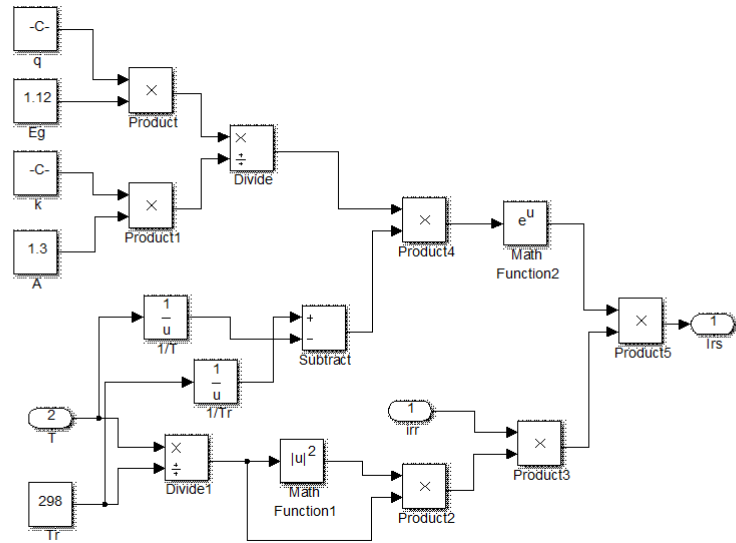 -C-
q
×
Product
1.12
Eg
×
÷
Divide
-C-
k
×
Product1
1.3
A
×
Product4
e^u
Math
Function2
1
u
1/T
+
−
Subtract
×
Product5
1
Irs
1
u
1/Tr
2
T
1
irr
×
÷
Divide1
|u|²
Math
Function1
×
Product3
×
Product2
298
Tr